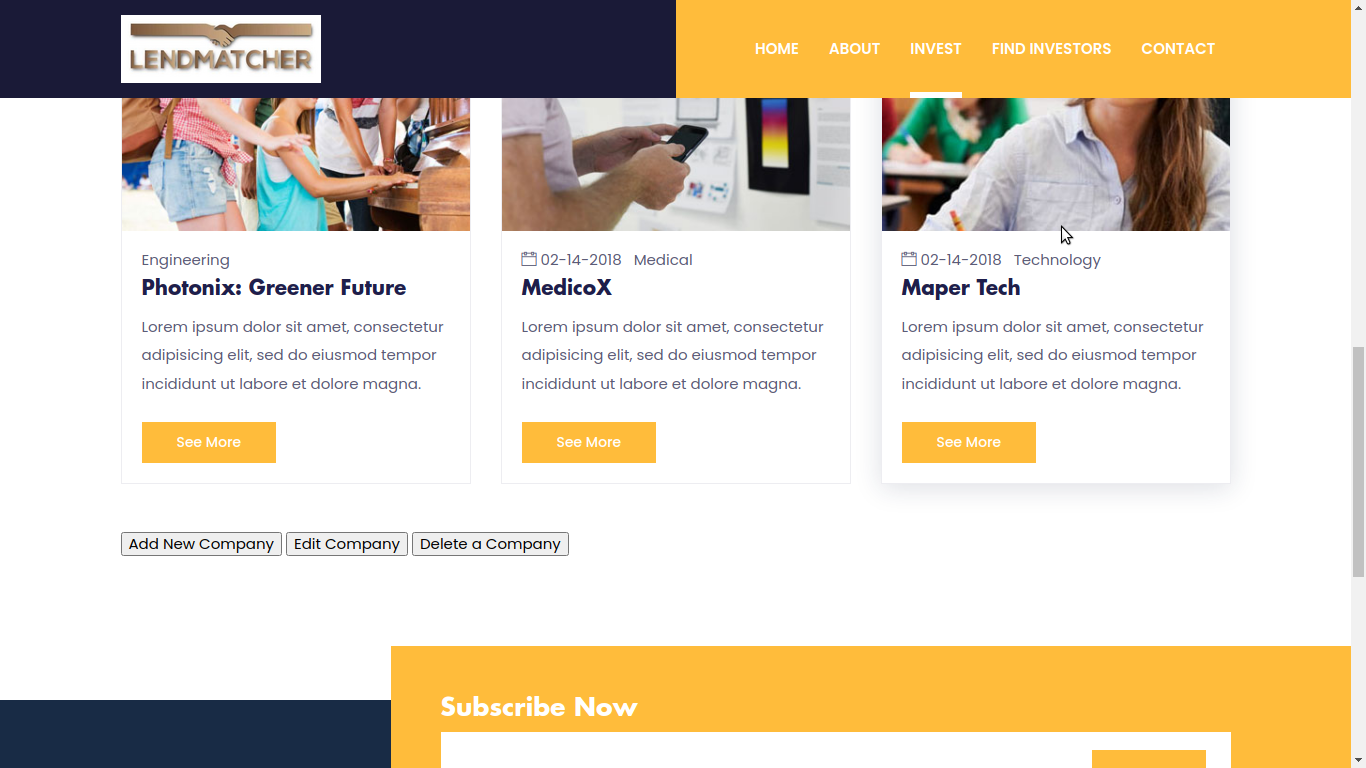 LENDMATCHER
HOME ABOUT INVEST FIND INVESTORS CONTACT
Engineering
Photonix: Greener Future
Lorem ipsum dolor sit amet, consectetur
adipisicing elit, sed do eiusmod tempor
incididunt ut labore et dolore magna.
See More
02-14-2018 Medical
MedicoX
Lorem ipsum dolor sit amet, consectetur
adipisicing elit, sed do eiusmod tempor
incididunt ut labore et dolore magna.
See More
02-14-2018 Technology
Maper Tech
Lorem ipsum dolor sit amet, consectetur
adipisicing elit, sed do eiusmod tempor
incididunt ut labore et dolore magna.
See More
Add New Company Edit Company Delete a Company
Subscribe Now